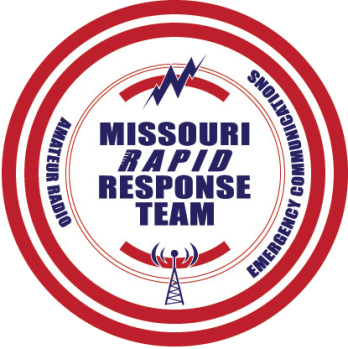 MISSOURI
RAPID
RESPONSE
TEAM
AMATEUR RADIO
EMERGENCY COMMUNICATIONS